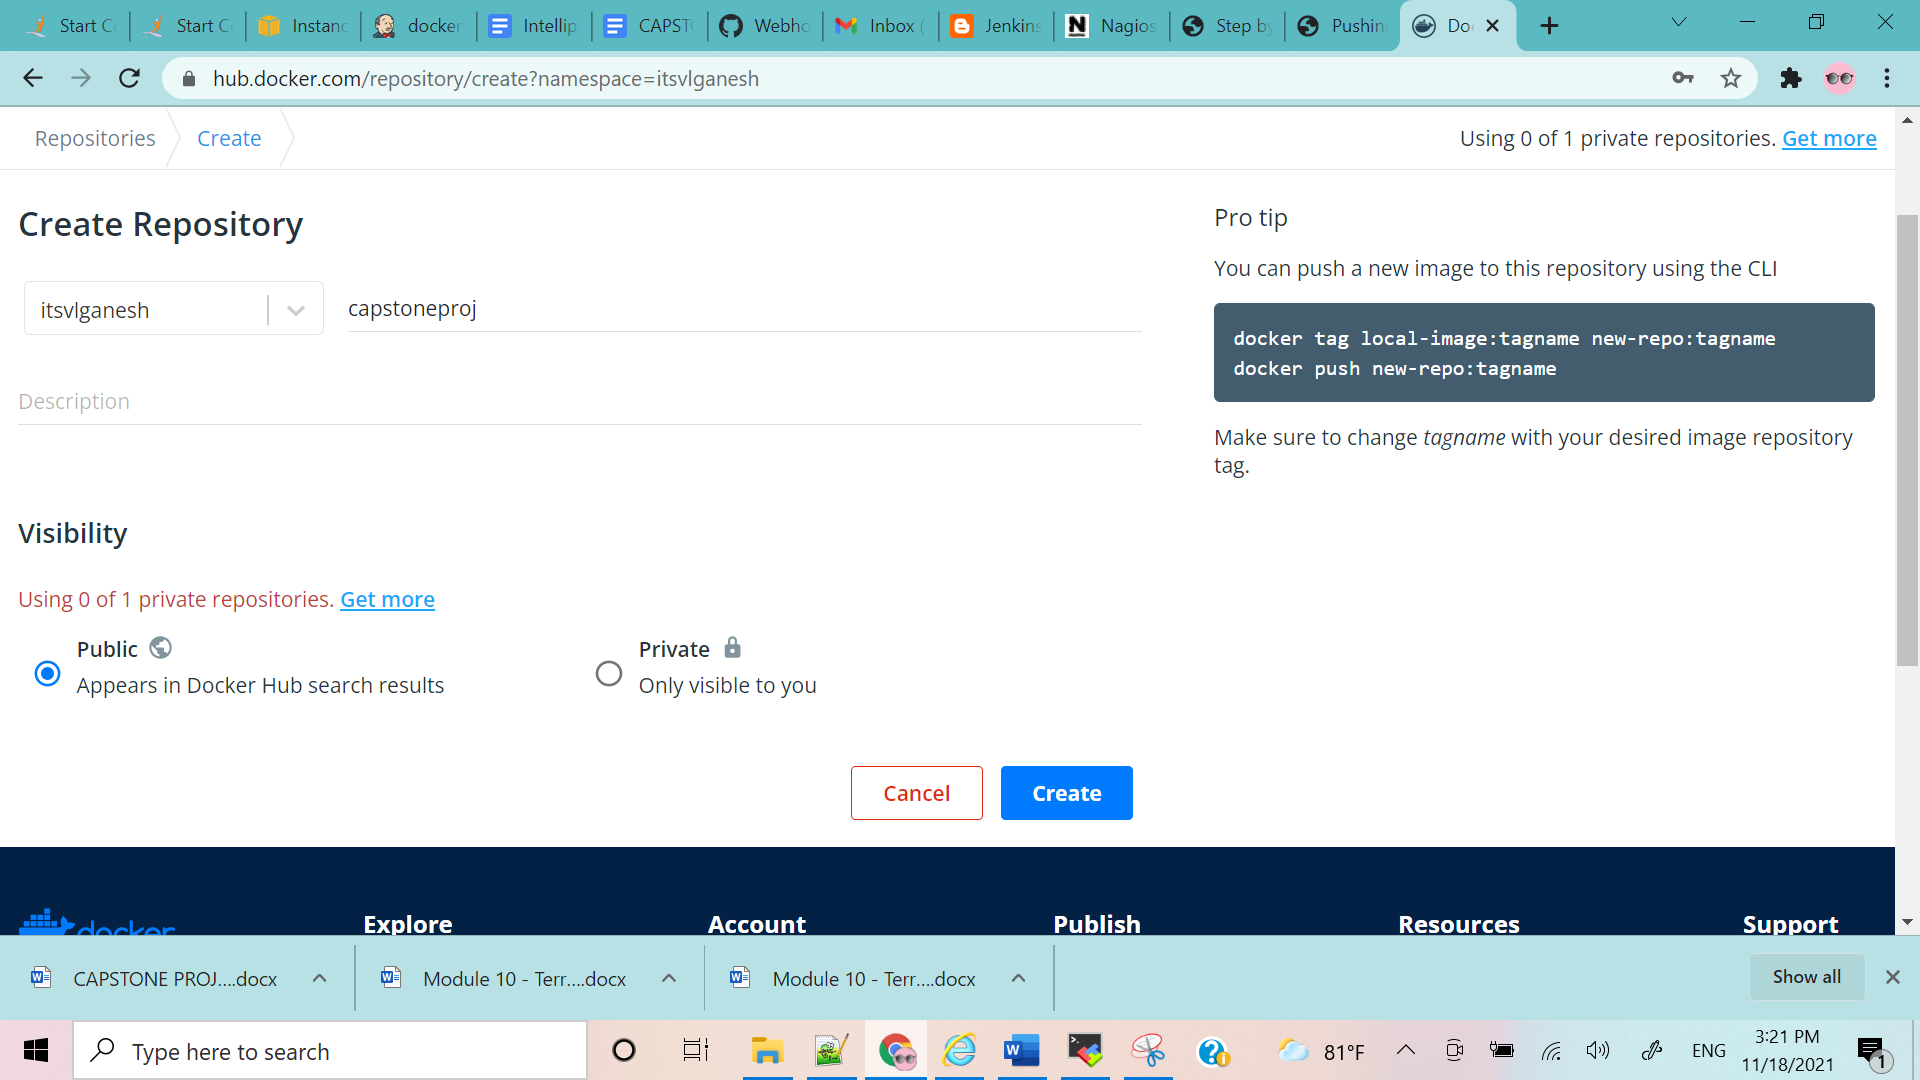 Start Co
Start C
Instanc
docker
Intellip
CAPST
Webho
Inbox (
Jenkins
Nagios
Step by
Pushin
Do
hub.docker.com/repository/create?namespace=itsvlganesh
Repositories
Create
Using 0 of 1 private repositories. Get more
Create Repository
itsvlganesh
capstoneproj
Description
Pro tip
You can push a new image to this repository using the CLI
docker tag local-image:tagname new-repo:tagname
docker push new-repo:tagname
Make sure to change tagname with your desired image repository
tag.
Visibility
Using 0 of 1 private repositories. Get more
Public
Appears in Docker Hub search results
Private
Only visible to you
Cancel
Create
docker
Explore
Account
Publish
Resources
Support
CAPSTONE PROJ....docx
Module 10 - Terr....docx
Module 10 - Terr....docx
Show all
Type here to search
81°F
ENG
3:21 PM
11/18/2021
1